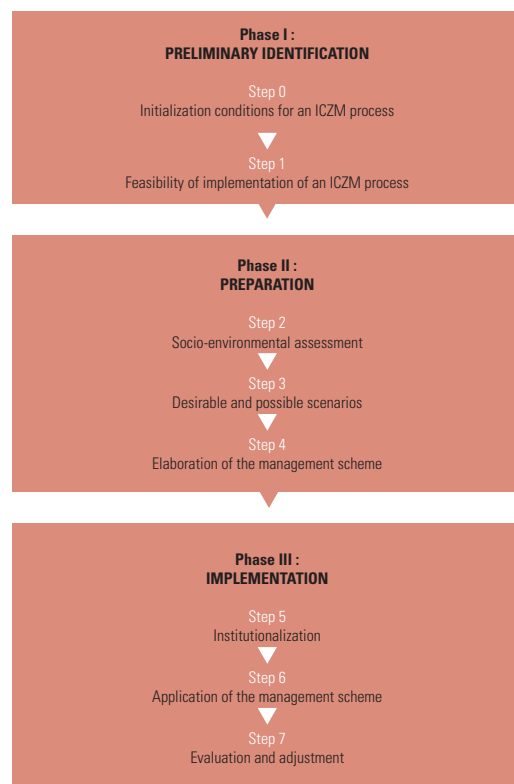 Phase I :
PRELIMINARY IDENTIFICATION
Step 0
Initialization conditions for an ICZM process
Step 1
Feasibility of implementation of an ICZM process
Phase II :
PREPARATION
Step 2
Socio-environmental assessment
Step 3
Desirable and possible scenarios
Step 4
Elaboration of the management scheme
Phase III :
IMPLEMENTATION
Step 5
Institutionalization
Step 6
Application of the management scheme
Step 7
Evaluation and adjustment